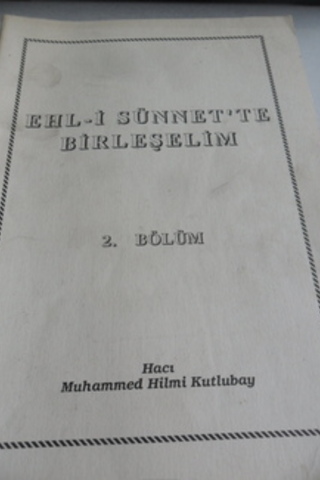 EHL-İ SÜNNET'TE
BİRLEŞELİM
2. BÖLÜM
Hacı
Muhammed Hilmi Kutlubay